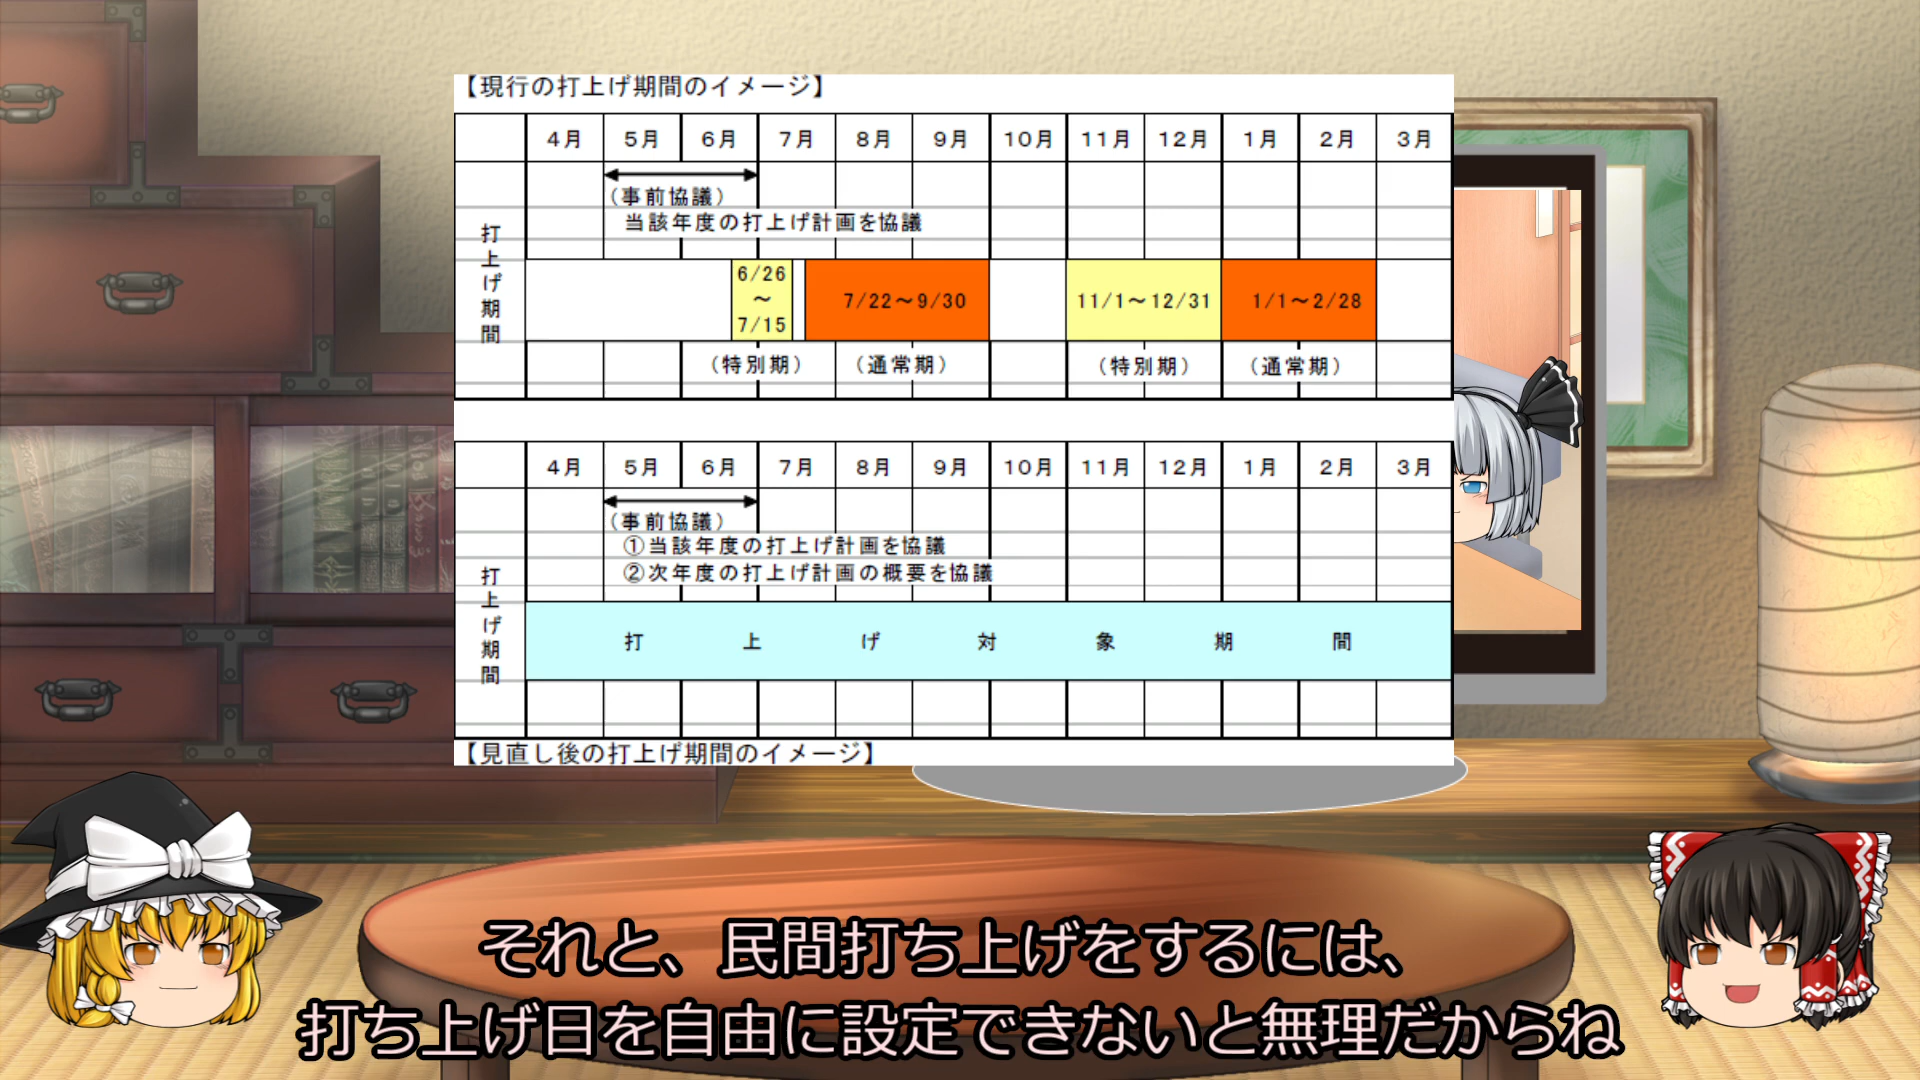 【現行の打上げ期間のイメージ】
4月 5月 6月 7月 8月 9月 10月 11月 12月 1月 2月 3月
(事前協議)
当該年度の打上げ計画を協議
打上げ期間
6/26
～
7/15
7/22～9/30
11/1～12/31
1/1～2/28
(特別期) (通常期) (特別期) (通常期)
4月 5月 6月 7月 8月 9月 10月 11月 12月 1月 2月 3月
(事前協議)
①当該年度の打上げ計画を協議
②次年度の打上げ計画の概要を協議
打上げ期間
打上げ対象期間
【見直し後の打上げ期間のイメージ】
それと、民間打ち上げをするには、
打ち上げ日を自由に設定できないと無理だからね